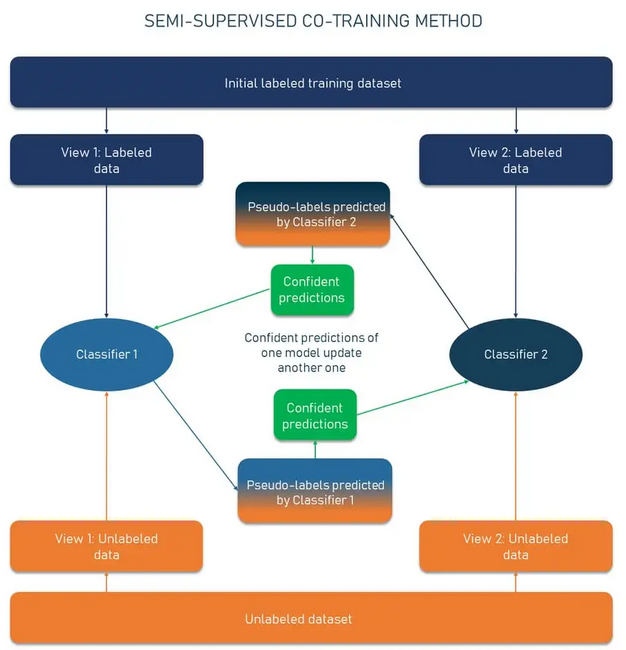 SEMI-SUPERVISED CO-TRAINING METHOD
Initial labeled training dataset
View 1: Labeled
data
View 2: Labeled
data
Pseudo-labels predicted
by Classifier 2
Confident
predictions
Classifier 1
Confident predictions of
one model update
another one
Classifier 2
Confident
predictions
Pseudo-labels predicted
by Classifier 1
View 1: Unlabeled
data
View 2: Unlabeled
data
Unlabeled dataset